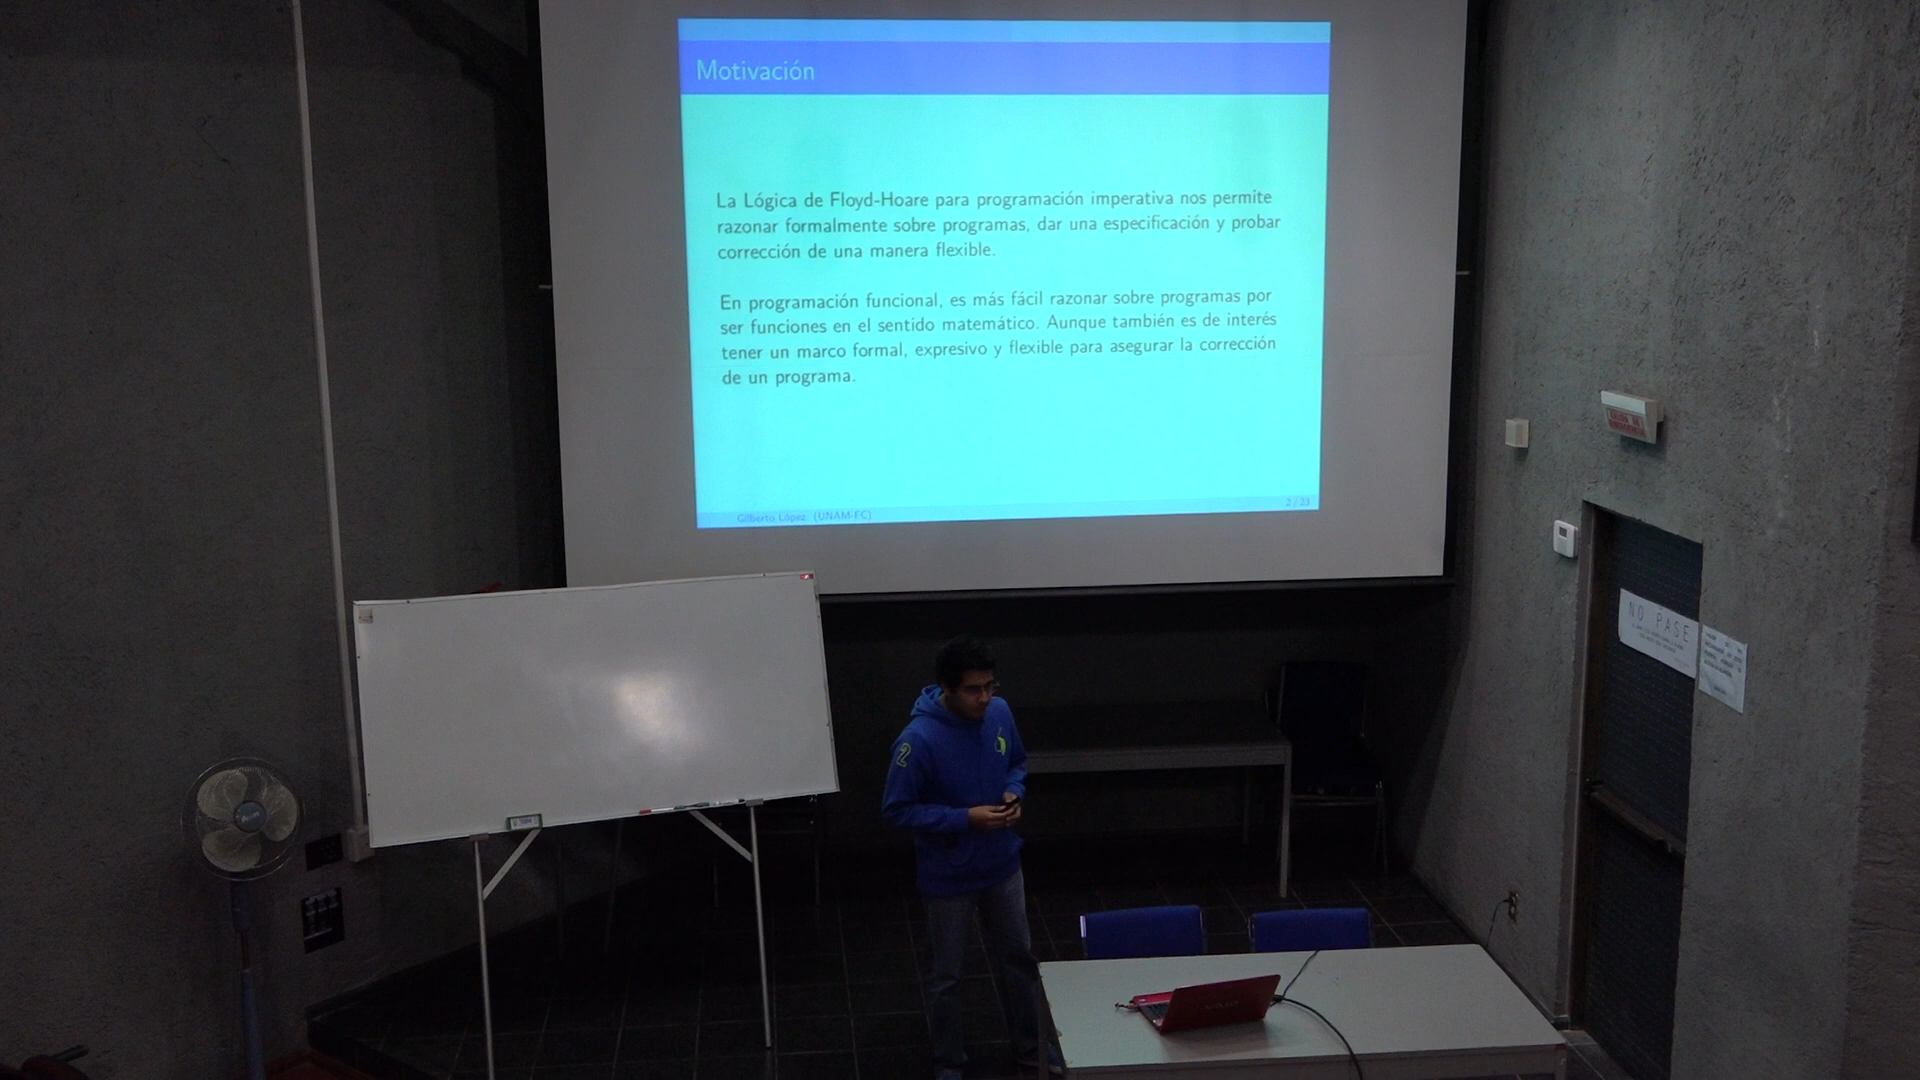 Motivación
La Lógica de Floyd-Hoare para programación imperativa nos permite
razonar formalmente sobre programas, dar una especificación y probar
corrección de una manera flexible.
En programación funcional, es más fácil razonar sobre programas por
ser funciones en el sentido matemático. Aunque también es de interés
tener un marco formal, expresivo y flexible para asegurar la corrección
de un programa.
Gilberto López (UNAM-FC)
2 / 23
NO PASE
2
VAIO